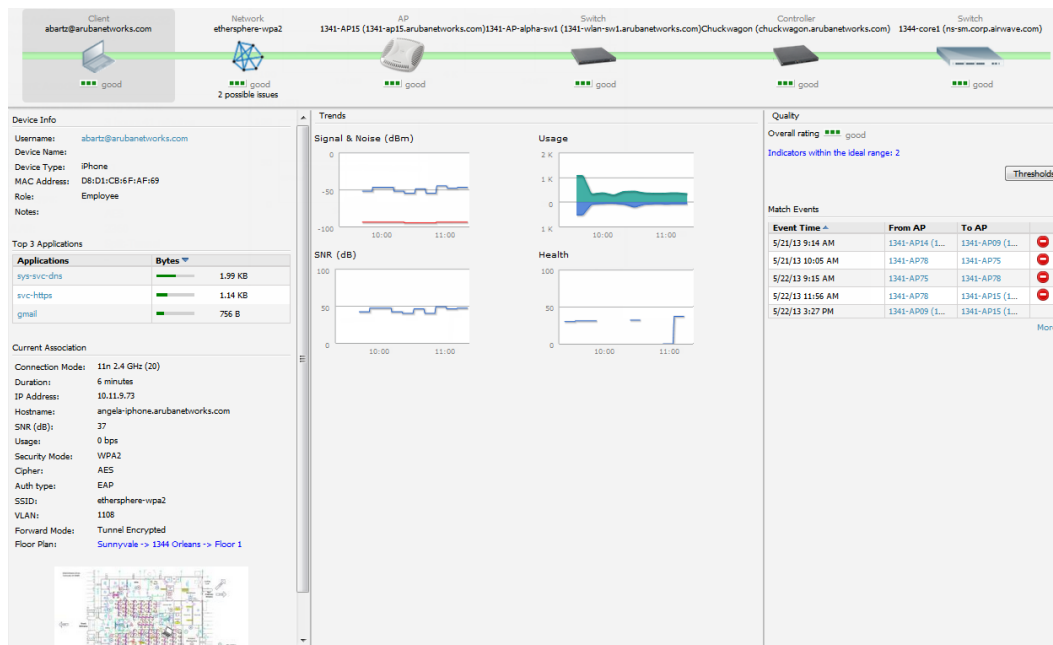 Client Network AP Switch Controller Switch
abartz@arubanetworks.com ethersphere-wpa2 1341-AP15 (1341-ap15.arubanetworks.com) 1341-AP-alpha-sw1 (1341-wlan-sw1.arubanetworks.com) Chuckwagon (chuckwagon.arubanetworks.com) 1344-core1 (ns-sm.corp.airwave.com)
good good good good good good
2 possible issues
Device Info
Username: abartz@arubanetworks.com
Device Name:
Device Type: iPhone
MAC Address: D8:D1:CB:6F:AF:69
Role: Employee
Notes:
Top 3 Applications
Applications Bytes
sys-svc-dns 1.99 KB
svc-https 1.14 KB
gmail 756 B
Current Association
Connection Mode: 11n 2.4 GHz (20)
Duration: 6 minutes
IP Address: 10.11.9.73
Hostname: angela-iphone.arubanetworks.com
SNR (dB): 37
Usage: 0 bps
Security Mode: WPA2
Cipher: AES
Auth type: EAP
SSID: ethersphere-wpa2
VLAN: 1108
Forward Mode: Tunnel Encrypted
Floor Plan: Sunnyvale -> 1344 Orleans -> Floor 1
Trends
Signal & Noise (dBm)
0
-50
-100
10:00 11:00
Usage
2 K
1 K
0
1 K
10:00 11:00
SNR (dB)
100
50
0
10:00 11:00
Health
100
50
0
10:00 11:00
Quality
Overall rating good
Indicators within the ideal range: 2
Thresholds
Match Events
Event Time From AP To AP
5/21/13 9:14 AM 1341-AP14 (1... 1341-AP09 (1...
5/21/13 10:05 AM 1341-AP78 1341-AP75
5/22/13 9:15 AM 1341-AP75 1341-AP78
5/22/13 11:56 AM 1341-AP78 1341-AP15 (1...
5/22/13 3:27 PM 1341-AP09 (1... 1341-AP15 (1...
More